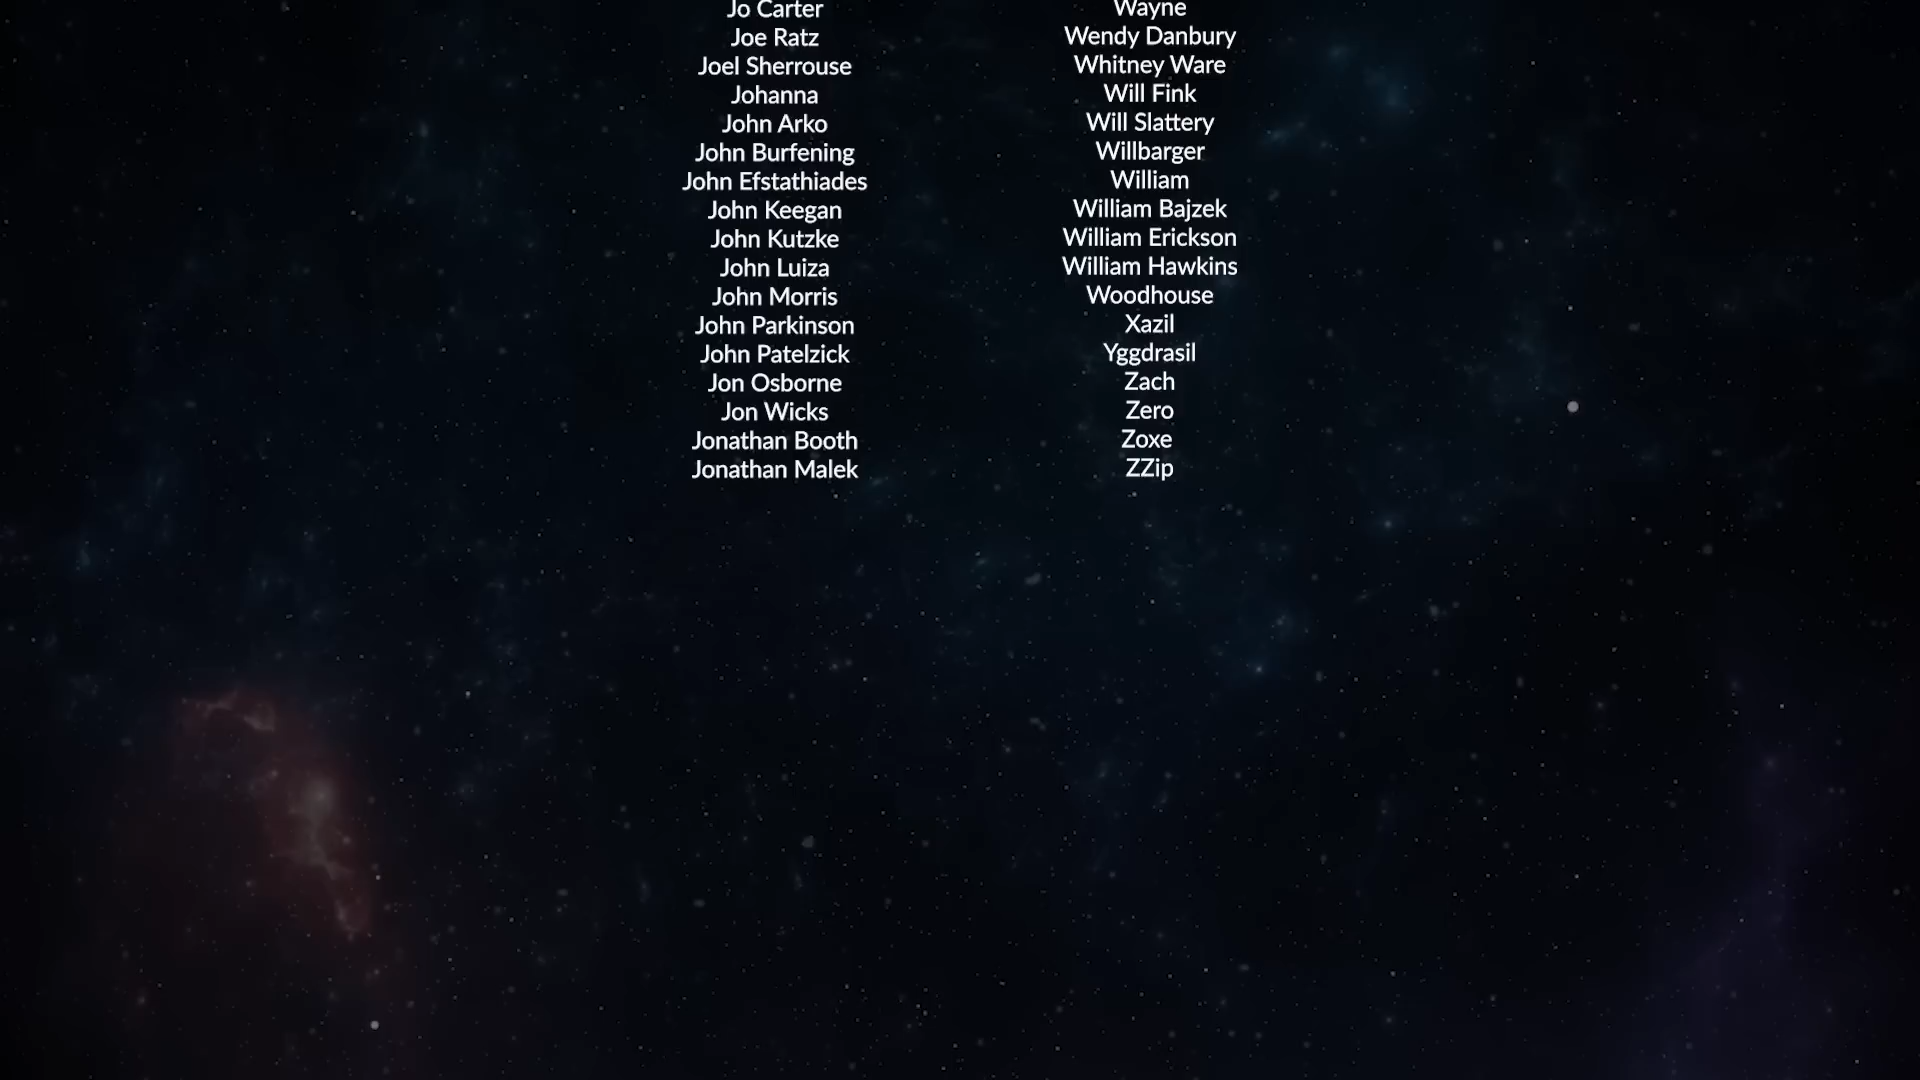 Jo Carter
Joe Ratz
Joel Sherrouse
Johanna
John Arko
John Burfening
John Efstathiades
John Keegan
John Kutzke
John Luiza
John Morris
John Parkinson
John Patelzick
Jon Osborne
Jon Wicks
Jonathan Booth
Jonathan Malek
Wayne
Wendy Danbury
Whitney Ware
Will Fink
Will Slattery
Willbarger
William
William Bajzek
William Erickson
William Hawkins
Woodhouse
Xazil
Yggdrasil
Zach
Zero
Zoxe
ZZip